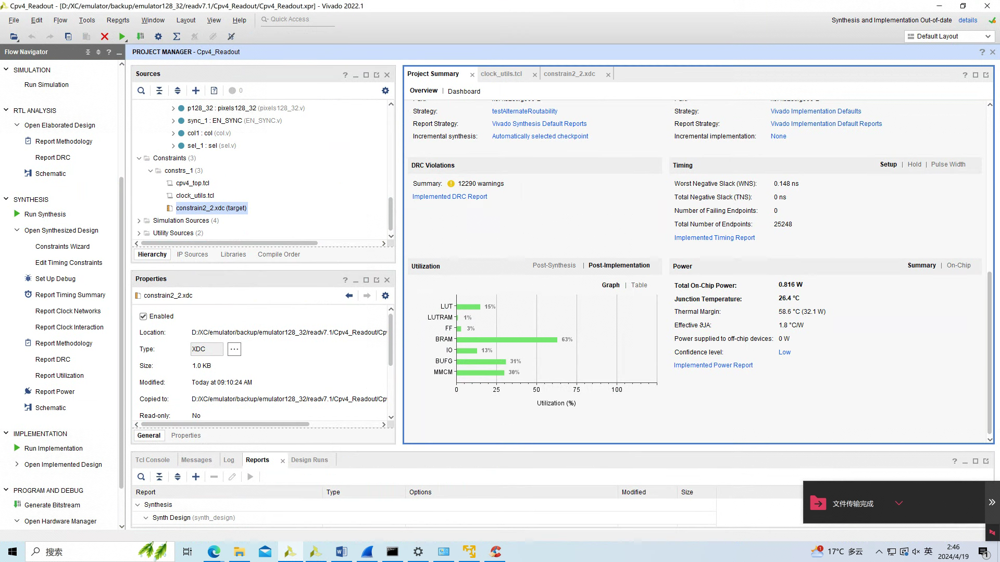 Cpv4_Readout - [D:/XC/emulator/backup/emulator128_32/readv7.1/Cpv4_Readout/Cpv4_Readout.xpr] - Vivado 2022.1
File Edit Flow Tools Reports Window Layout View Help Quick Access
Synthesis and Implementation Out-of-date details
Default Layout
Flow Navigator
PROJECT MANAGER - Cpv4_Readout
SIMULATION
Run Simulation
RTL ANALYSIS
Open Elaborated Design
Report Methodology
Report DRC
Schematic
SYNTHESIS
Run Synthesis
Open Synthesized Design
Constraints Wizard
Edit Timing Constraints
Set Up Debug
Report Timing Summary
Report Clock Networks
Report Clock Interaction
Report Methodology
Report DRC
Report Utilization
Report Power
Schematic
IMPLEMENTATION
Run Implementation
Open Implemented Design
PROGRAM AND DEBUG
Generate Bitstream
Open Hardware Manager
Sources
0
p128_32 : pixels128_32 (pixels128_32.v)
sync_1 : EN_SYNC (EN_SYNC.v)
col1 : col (col.v)
sel_1 : sel (sel.v)
Constraints (3)
constrs_1 (3)
cpv4_top.tcl
clock_utils.tcl
constrain2_2.xdc (target)
Simulation Sources (4)
Utility Sources (2)
Hierarchy IP Sources Libraries Compile Order
Properties
constrain2_2.xdc
Enabled
Location: D:/XC/emulator/backup/emulator128_32/readv7.1/Cpv4_Readout/Cpv
Type: XDC
Size: 1.0 KB
Modified: Today at 09:10:24 AM
Copied to: D:/XC/emulator/backup/emulator128_32/readv7.1/Cpv4_Readout/Cpv
Read-only: No
General Properties
Project Summary clock_utils.tcl constrain2_2.xdc
Overview | Dashboard
Strategy: testAlternateRoutability
Report Strategy: Vivado Synthesis Default Reports
Incremental synthesis: Automatically selected checkpoint
Strategy: Vivado Implementation Defaults
Report Strategy: Vivado Implementation Default Reports
Incremental implementation: None
DRC Violations
Summary: 12290 warnings
Implemented DRC Report
Timing Setup | Hold | Pulse Width
Worst Negative Slack (WNS): 0.148 ns
Total Negative Slack (TNS): 0 ns
Number of Failing Endpoints: 0
Total Number of Endpoints: 25248
Implemented Timing Report
Utilization Post-Synthesis | Post-Implementation
Graph | Table
LUT 15%
LUTRAM 1%
FF 3%
BRAM 63%
IO 13%
BUFG 31%
MMCM 30%
0 25 50 75 100
Utilization (%)
Power Summary | On-Chip
Total On-Chip Power: 0.816 W
Junction Temperature: 26.4 °C
Thermal Margin: 58.6 °C (32.1 W)
Effective ϑJA: 1.8 °C/W
Power supplied to off-chip devices: 0 W
Confidence level: Low
Implemented Power Report
Tcl Console Messages Log Reports Design Runs
Report Type Options Modified Size
Synthesis
Synth Design (synth_design)
文件传输完成
搜索
17°C 多云
英
2:46
2024/4/19